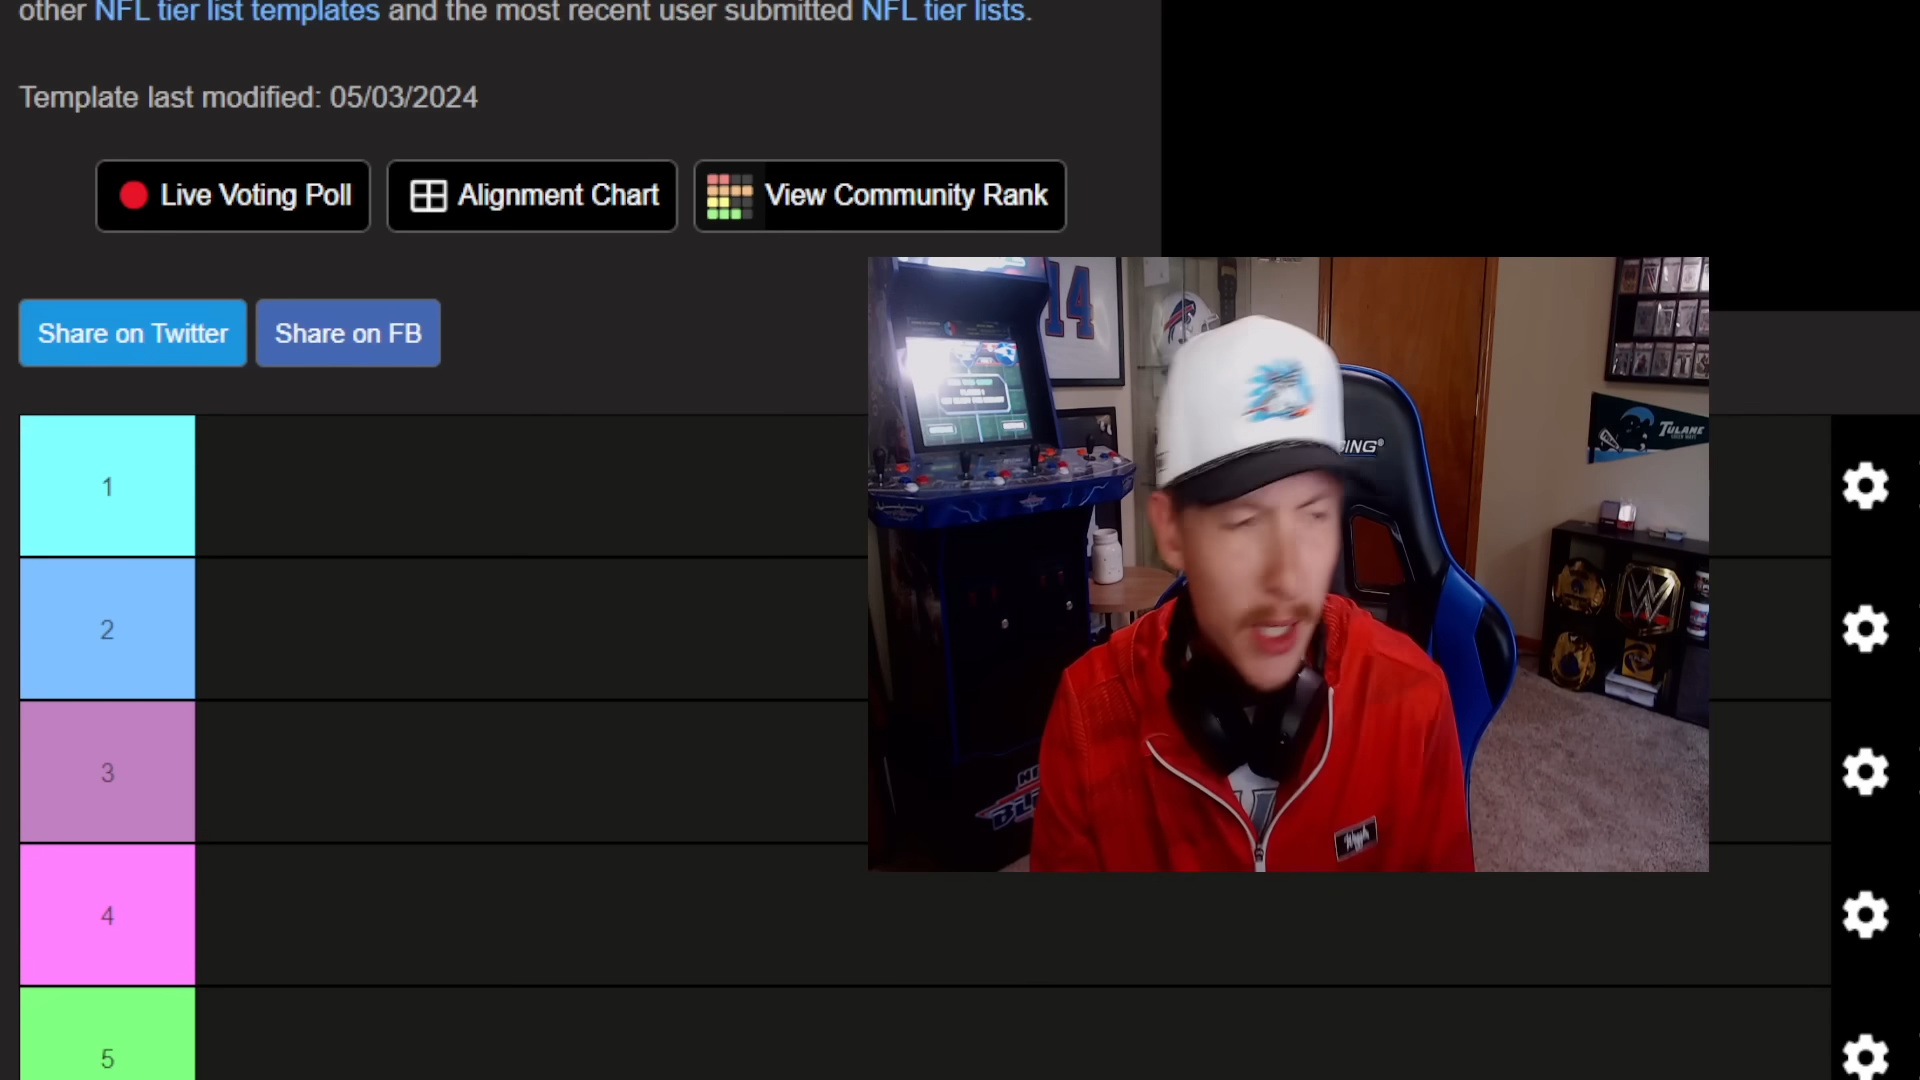 other NFL tier list templates and the most recent user submitted NFL tier lists.
Template last modified: 05/03/2024
Live Voting Poll
Alignment Chart
View Community Rank
Share on Twitter
Share on FB
14
ING®
TULANE
1
2
3
4
5